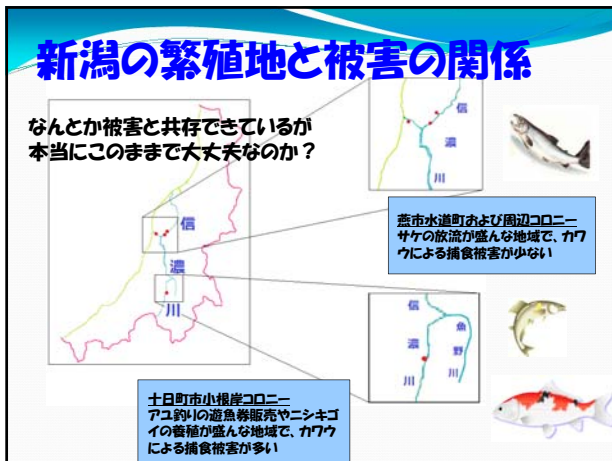 新潟の繁殖地と被害の関係
なんとか被害と共存できているが
本当にこのままで大丈夫なのか？
信
濃
川
信
濃
川
燕市水道町および周辺コロニー
サケの放流が盛んな地域で、カワ
ウによる捕食被害が少ない
信
濃
川
魚
野
川
十日町市小根岸コロニー
アユ釣りの遊魚券販売やニシキゴ
イの養殖が盛んな地域で、カワウ
による捕食被害が多い